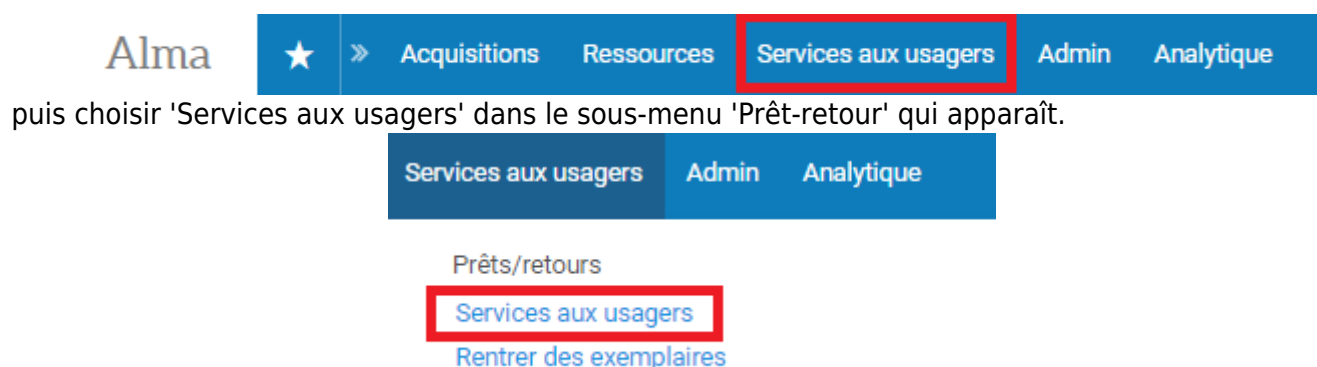 Alma ★ » Acquisitions Ressources Services aux usagers Admin Analytique
puis choisir 'Services aux usagers' dans le sous-menu 'Prêt-retour' qui apparaît.
Services aux usagers Admin Analytique
Prêts/retours
Services aux usagers
Rentrer des exemplaires